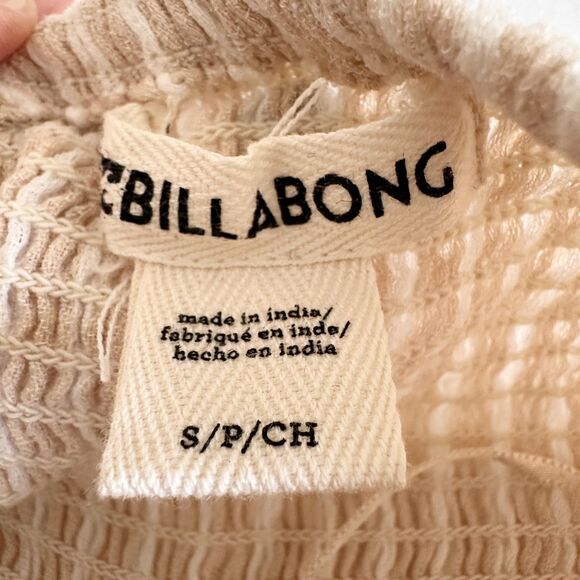 BILLABONG
made in india/
fabriqué en inde/
hecho en india
S/P/CH